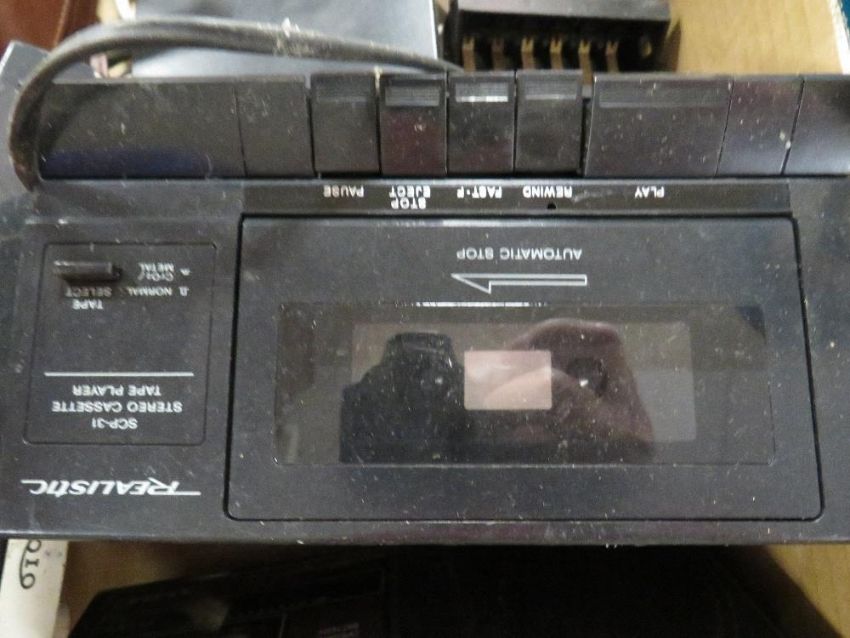 REALISTIC
SCP-31
STEREO CASSETTE
TAPE PLAYER
TAPE
SELECT
NORMAL
CrO2/
METAL
AUTOMATIC STOP
PLAY
REWIND
FAST-F
STOP
EJECT
PAUSE